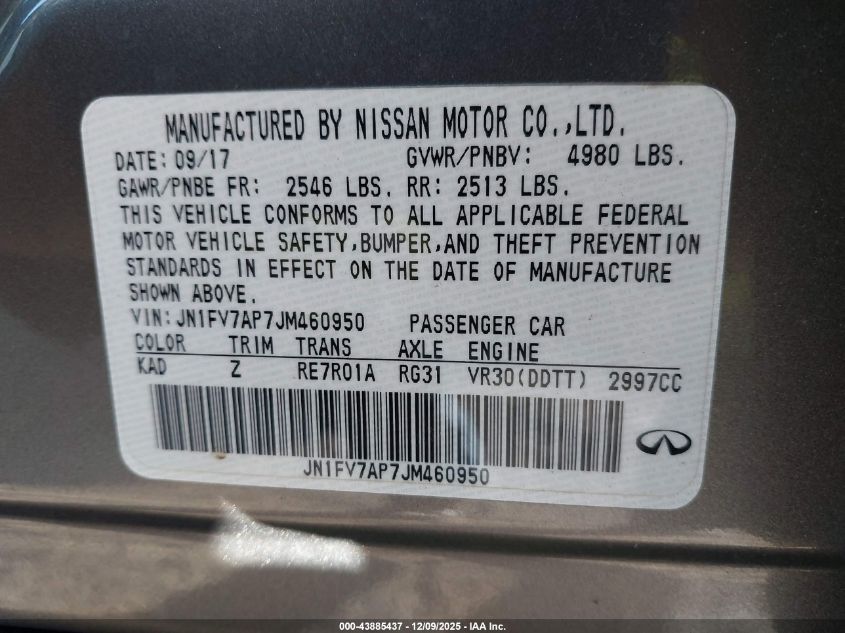 MANUFACTURED BY NISSAN MOTOR CO.,LTD.
DATE: 09/17 GVWR/PNBV: 4980 LBS.
GAWR/PNBE FR: 2546 LBS. RR: 2513 LBS.
THIS VEHICLE CONFORMS TO ALL APPLICABLE FEDERAL
MOTOR VEHICLE SAFETY,BUMPER,AND THEFT PREVENTION
STANDARDS IN EFFECT ON THE DATE OF MANUFACTURE
SHOWN ABOVE.
VIN:JN1FV7AP7JM460950 PASSENGER CAR
COLOR TRIM TRANS AXLE ENGINE
KAD Z RE7R01A RG31 VR30(DDTT) 2997CC
JN1FV7AP7JM460950
000-43885437 - 12/09/2025 - IAA Inc.